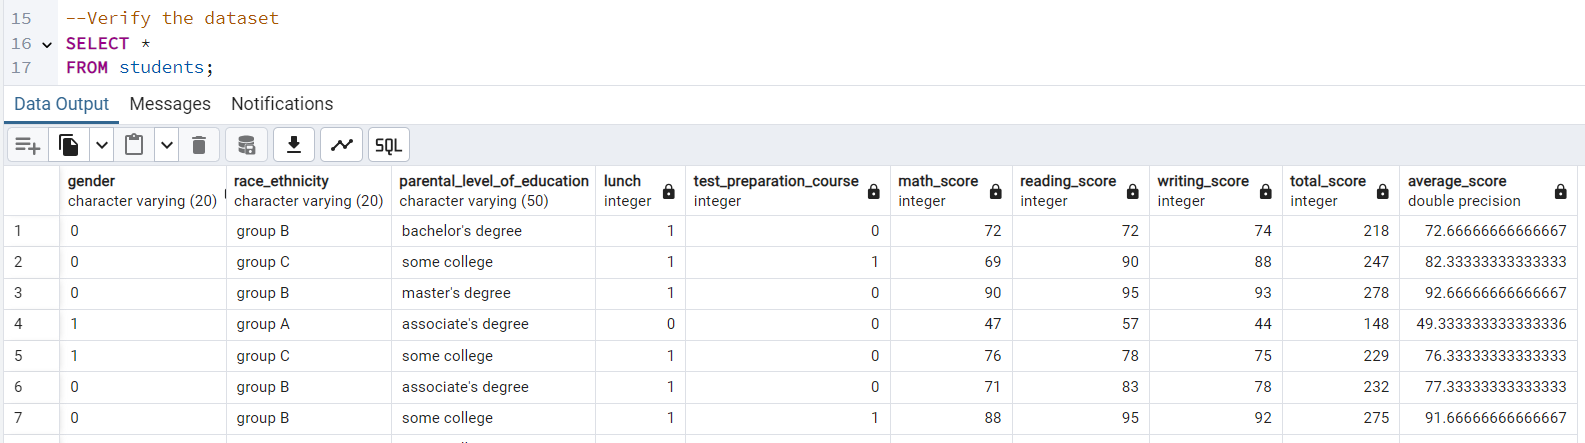 15 --Verify the dataset
16 SELECT *
17 FROM students;
Data Output Messages Notifications
SQL
gender race_ethnicity parental_level_of_education lunch test_preparation_course math_score reading_score writing_score total_score average_score
character varying (20) character varying (20) character varying (50) integer integer integer integer integer integer double precision
1 0 group B bachelor's degree 1 0 72 72 74 218 72.66666666666667
2 0 group C some college 1 1 69 90 88 247 82.33333333333333
3 0 group B master's degree 1 0 90 95 93 278 92.66666666666667
4 1 group A associate's degree 0 0 47 57 44 148 49.333333333333336
5 1 group C some college 1 0 76 78 75 229 76.33333333333333
6 0 group B associate's degree 1 0 71 83 78 232 77.33333333333333
7 0 group B some college 1 1 88 95 92 275 91.66666666666667